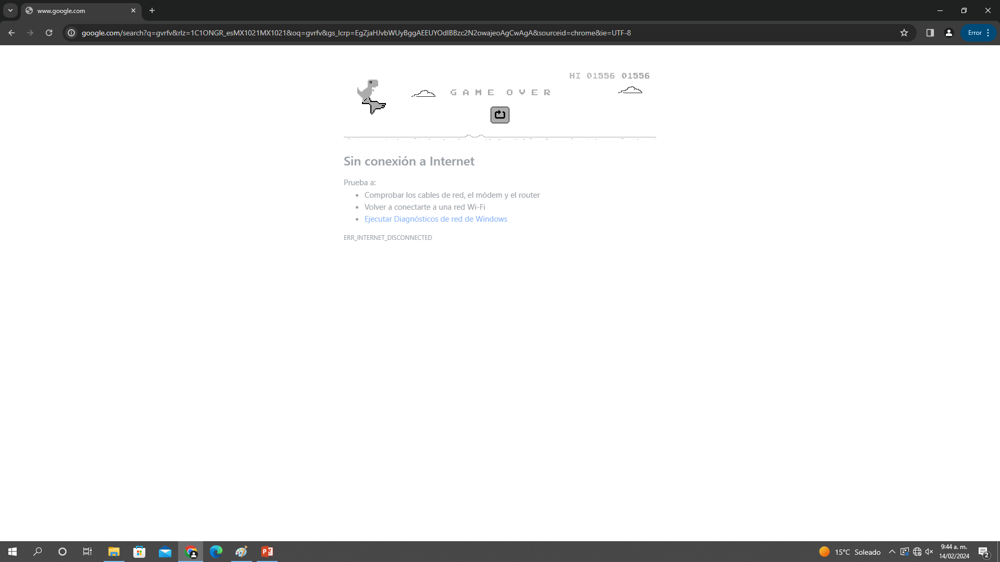 www.google.com
google.com/search?q=gvrfv&rlz=1C1ONGR_esMX1021MX1021&oq=gvrfv&gs_lcrp=EgZjaHJvbWUyBggAEEUYOdIBBzc2N2owajeoAgCwAgA&sourceid=chrome&ie=UTF-8
Error
HI 01556 01556
GAME OVER
Sin conexión a Internet
Prueba a:
• Comprobar los cables de red, el módem y el router
• Volver a conectarte a una red Wi-Fi
• Ejecutar Diagnósticos de red de Windows
ERR_INTERNET_DISCONNECTED
15°C Soleado
9:44 a. m.
14/02/2024
2